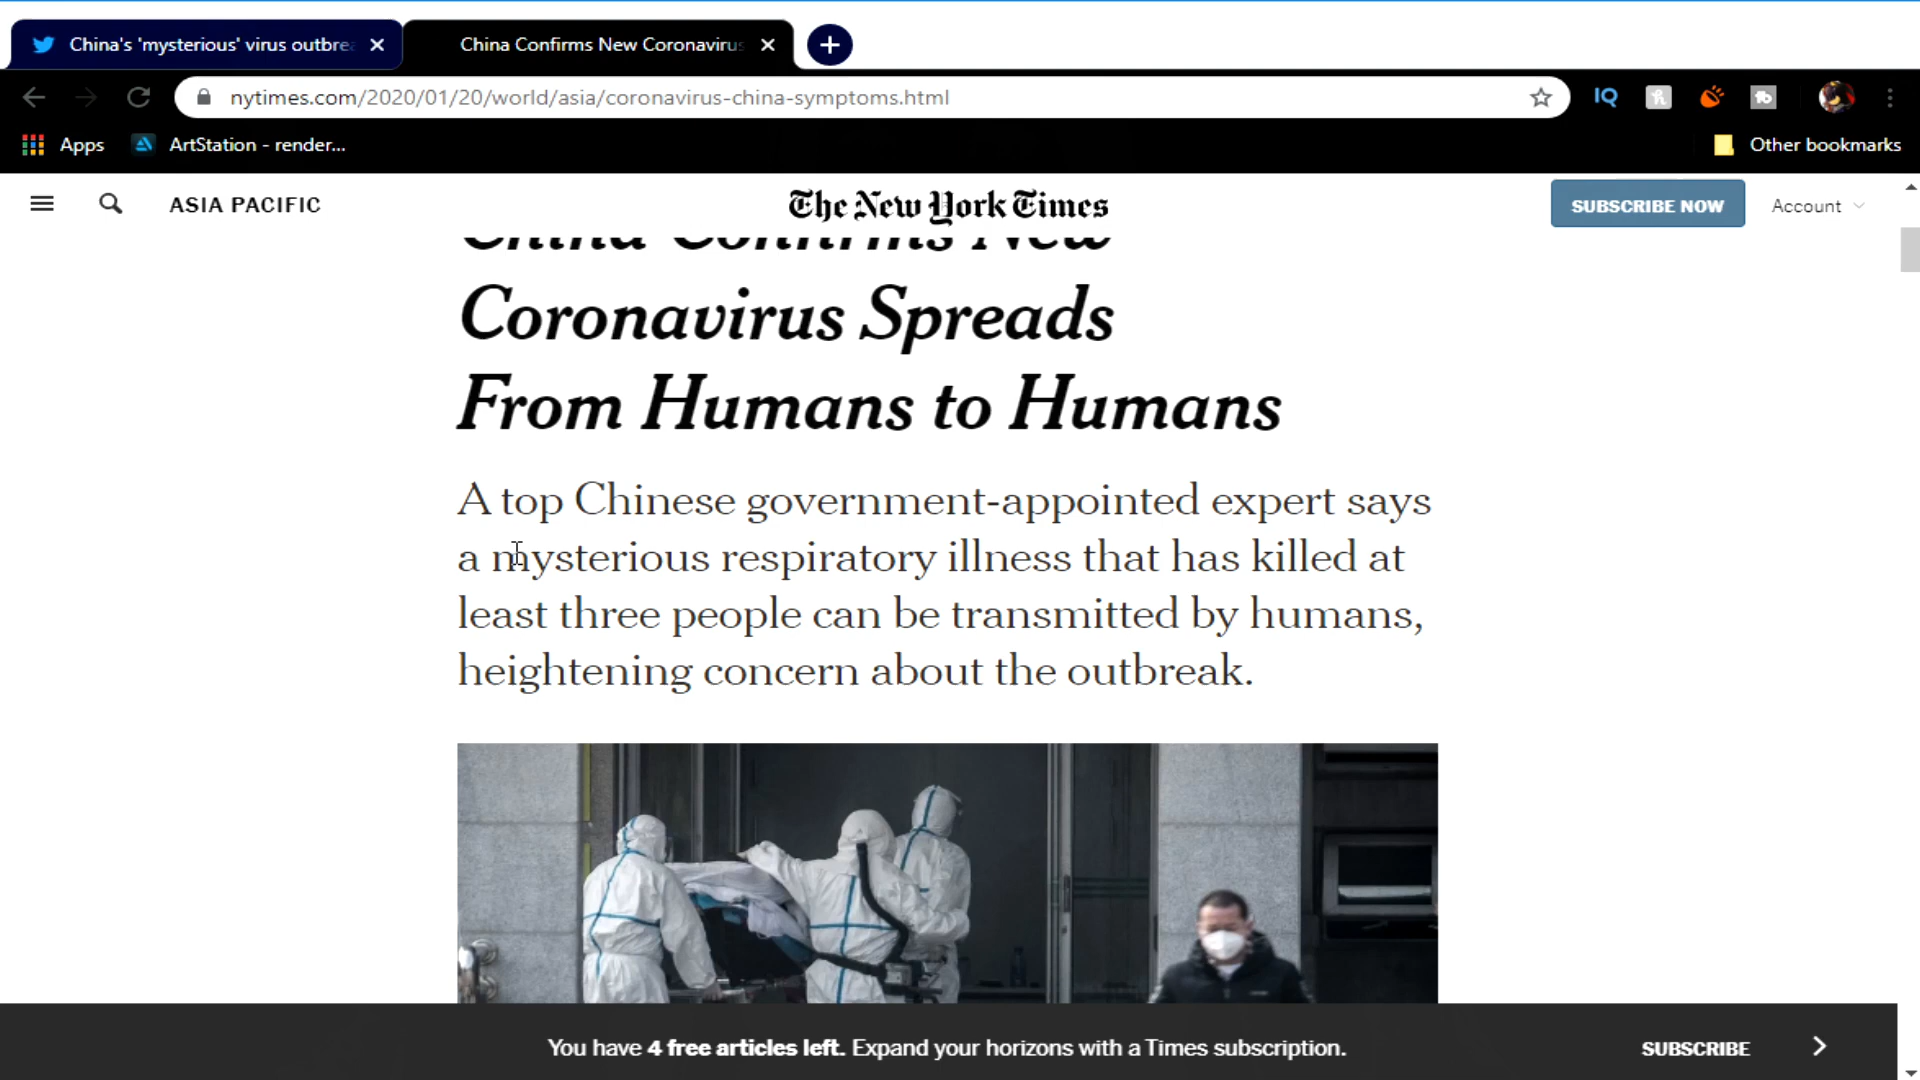 China's 'mysterious' virus outbre
China Confirms New Coronavirus
nytimes.com/2020/01/20/world/asia/coronavirus-china-symptoms.html
IQ
Apps
ArtStation - render...
Other bookmarks
ASIA PACIFIC
The New York Times
SUBSCRIBE NOW
Account
China Confirms New
Coronavirus Spreads
From Humans to Humans
A top Chinese government-appointed expert says
a mysterious respiratory illness that has killed at
least three people can be transmitted by humans,
heightening concern about the outbreak.
You have 4 free articles left. Expand your horizons with a Times subscription.
SUBSCRIBE